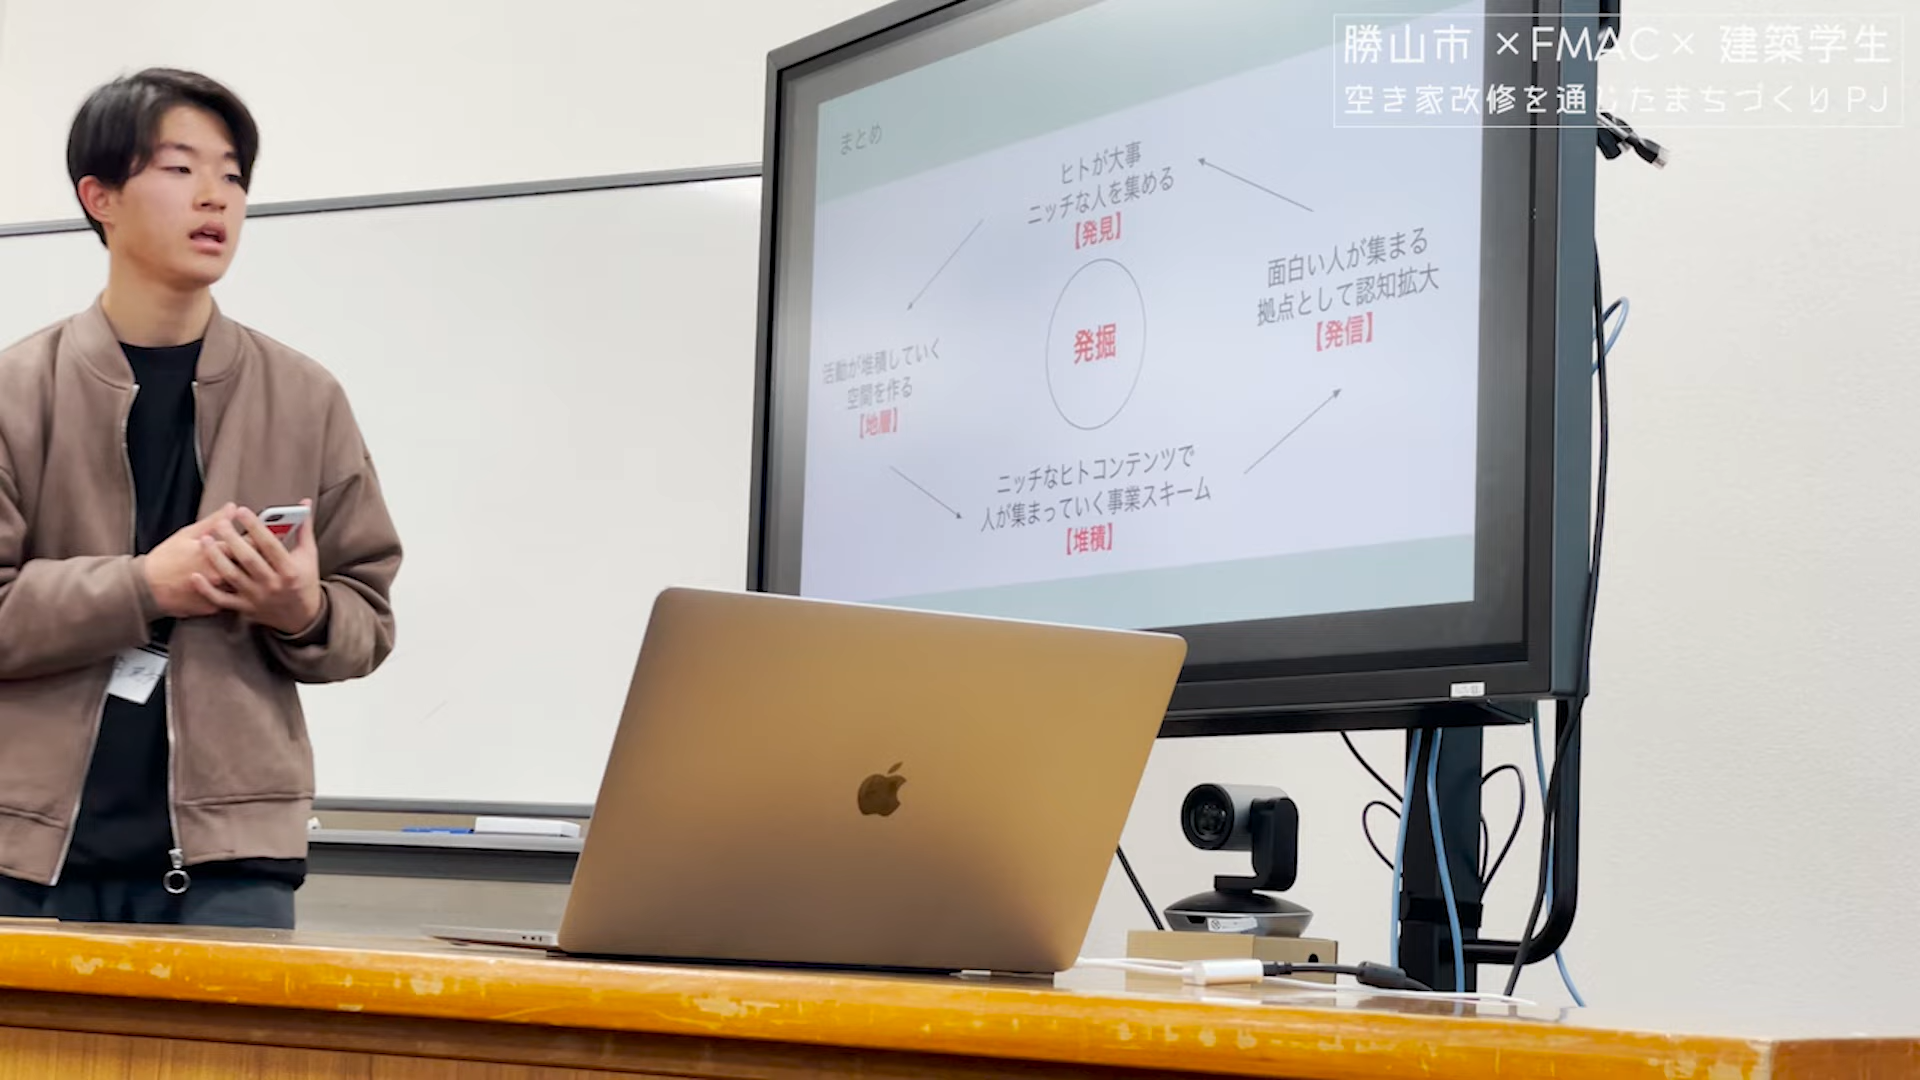 勝山市 ×FMAC× 建築学生
空き家改修を通じたまちづくりPJ
まとめ
ヒトが大事
ニッチな人を集める
【発見】
面白い人が集まる
拠点として認知拡大
【発信】
発掘
活動が堆積していく
空間を作る
【地層】
ニッチなヒトコンテンツで
人が集まっていく事業スキーム
【堆積】